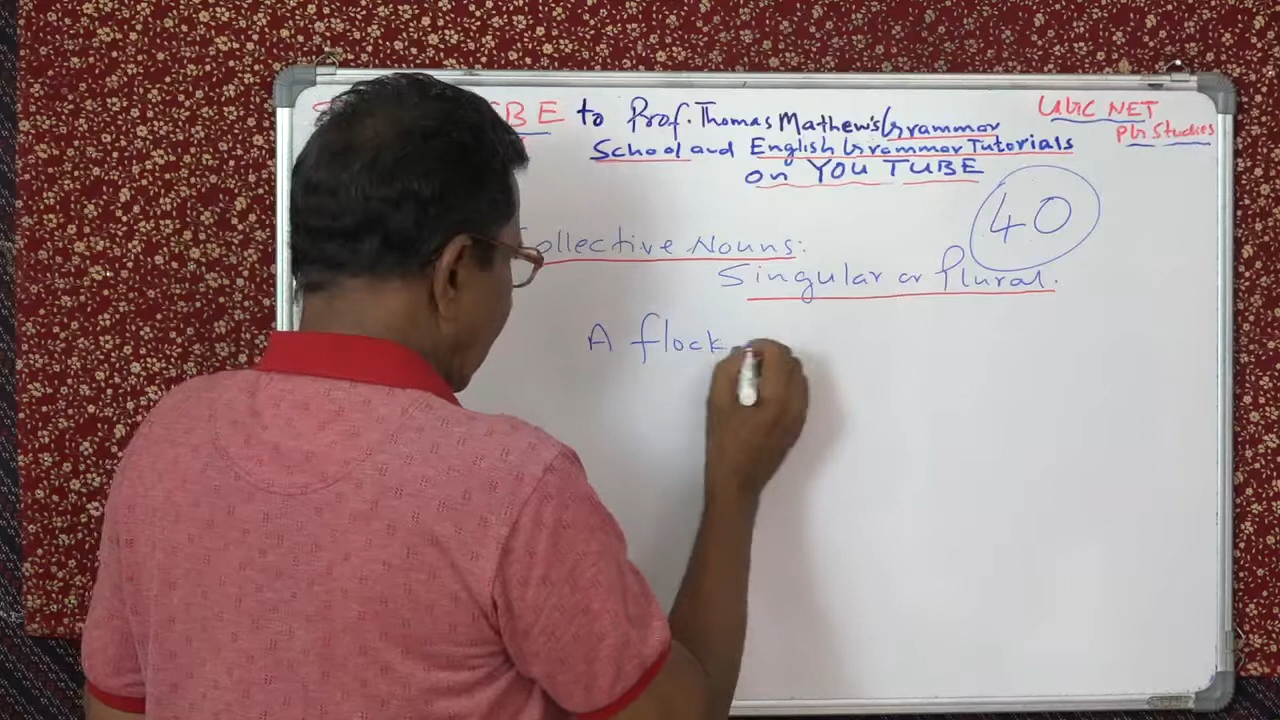 BE to Prof. Thomas Mathew's Grammar
School and English Grammar Tutorials
on YOU TUBE
UGC NET
PG Studies
40
ollective Nouns:
Singular or Plural.
A flock